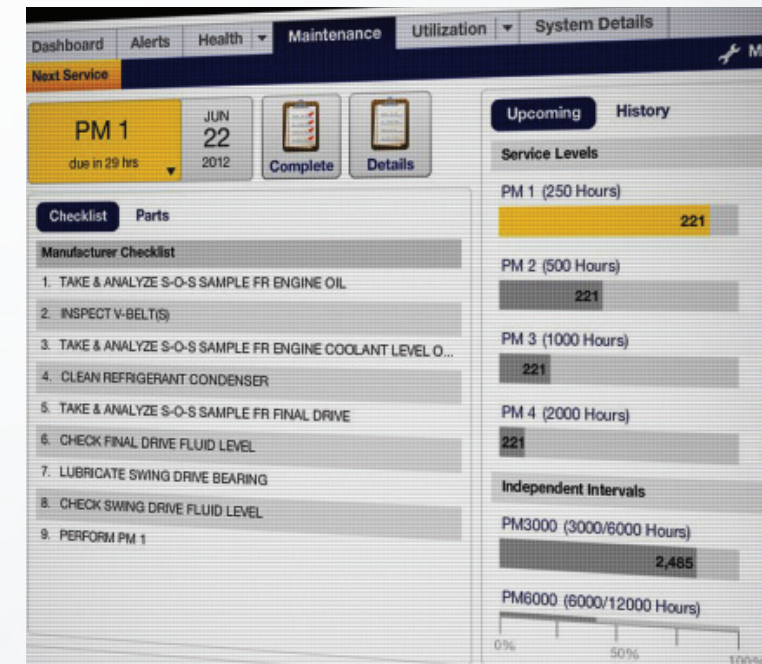 Dashboard Alerts Health Maintenance Utilization System Details
Next Service
M
PM 1
due in 29 hrs
JUN
22
2012
Complete
Details
Checklist Parts
Manufacturer Checklist
1. TAKE & ANALYZE S-O-S SAMPLE FR ENGINE OIL
2. INSPECT V-BELT(S)
3. TAKE & ANALYZE S-O-S SAMPLE FR ENGINE COOLANT LEVEL O...
4. CLEAN REFRIGERANT CONDENSER
5. TAKE & ANALYZE S-O-S SAMPLE FR FINAL DRIVE
6. CHECK FINAL DRIVE FLUID LEVEL
7. LUBRICATE SWING DRIVE BEARING
8. CHECK SWING DRIVE FLUID LEVEL
9. PERFORM PM 1
Upcoming History
Service Levels
PM 1 (250 Hours)
221
PM 2 (500 Hours)
221
PM 3 (1000 Hours)
221
PM 4 (2000 Hours)
221
Independent Intervals
PM3000 (3000/6000 Hours)
2,485
PM6000 (6000/12000 Hours)
0% 50% 100%